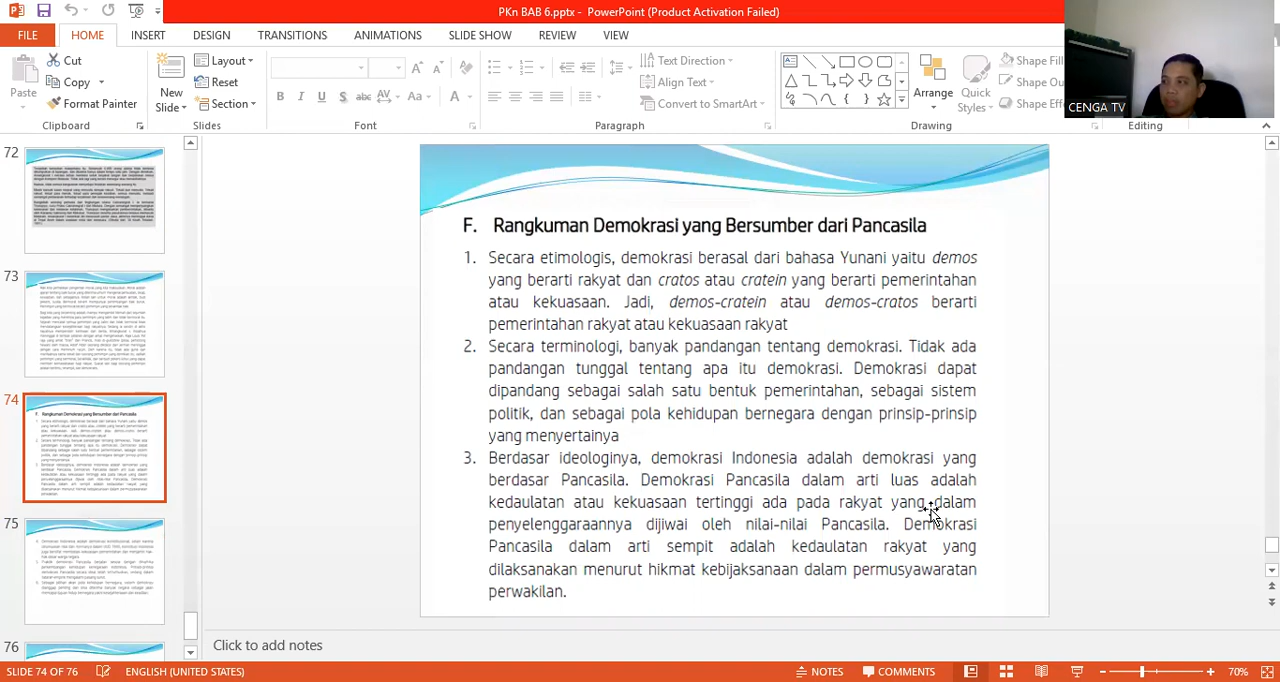 PKn BAB 6.pptx - PowerPoint (Product Activation Failed)
FILE HOME INSERT DESIGN TRANSITIONS ANIMATIONS SLIDE SHOW REVIEW VIEW
Paste
Cut
Copy
Format Painter
Clipboard
New Slide
Layout
Reset
Section
Slides
Font
Text Direction
Align Text
Convert to SmartArt
Paragraph
Arrange
Quick Styles
Shape Fill
Shape
Shape Effe
Drawing
Editing
CENGA TV
72
73
74
75
76
F. Rangkuman Demokrasi yang Bersumber dari Pancasila
1. Secara etimologis, demokrasi berasal dari bahasa Yunani yaitu demos
yang berarti rakyat dan cratos atau cratein yang berarti pemerintahan
atau kekuasaan. Jadi, demos-cratein atau demos-cratos berarti
pemerintahan rakyat atau kekuasaan rakyat
2. Secara terminologi, banyak pandangan tentang demokrasi. Tidak ada
pandangan tunggal tentang apa itu demokrasi. Demokrasi dapat
dipandang sebagai salah satu bentuk pemerintahan, sebagai sistem
politik, dan sebagai pola kehidupan bernegara dengan prinsip-prinsip
yang menyertainya
3. Berdasar ideologinya, demokrasi Indonesia adalah demokrasi yang
berdasar Pancasila. Demokrasi Pancasila dalam arti luas adalah
kedaulatan atau kekuasaan tertinggi ada pada rakyat yang dalam
penyelenggaraannya dijiwai oleh nilai-nilai Pancasila. Demokrasi
Pancasila dalam arti sempit adalah kedaulatan rakyat yang
dilaksanakan menurut hikmat kebijaksanaan dalam permusyawaratan
perwakilan.
Click to add notes
SLIDE 74 OF 76 ENGLISH (UNITED STATES) NOTES COMMENTS 70%